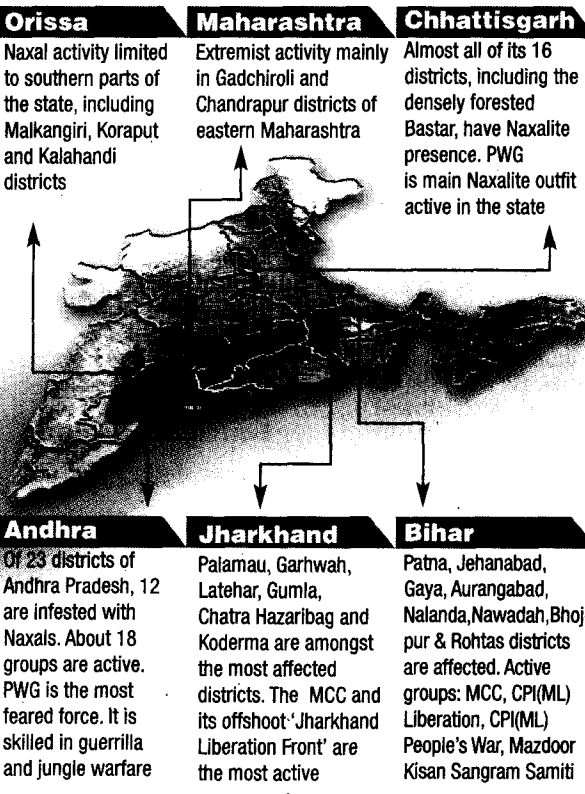 Orissa
Naxal activity limited
to southern parts of
the state, including
Malkangiri, Koraput
and Kalahandi
districts
Maharashtra
Extremist activity mainly
in Gadchiroli and
Chandrapur districts of
eastern Maharashtra
Chhattisgarh
Almost all of its 16
districts, including the
densely forested
Bastar, have Naxalite
presence. PWG
is main Naxalite outfit
active in the state
Andhra
Of 23 districts of
Andhra Pradesh, 12
are infested with
Naxals. About 18
groups are active.
PWG is the most
feared force. It is
skilled in guerrilla
and jungle warfare
Jharkhand
Palamau, Garhwah,
Latehar, Gumla,
Chatra Hazaribag and
Koderma are amongst
the most affected
districts. The MCC and
its offshoot 'Jharkhand
Liberation Front' are
the most active
Bihar
Patna, Jehanabad,
Gaya, Aurangabad,
Nalanda,Nawadah,Bhoj
pur & Rohtas districts
are affected. Active
groups: MCC, CPI(ML)
Liberation, CPI(ML)
People's War, Mazdoor
Kisan Sangram Samiti